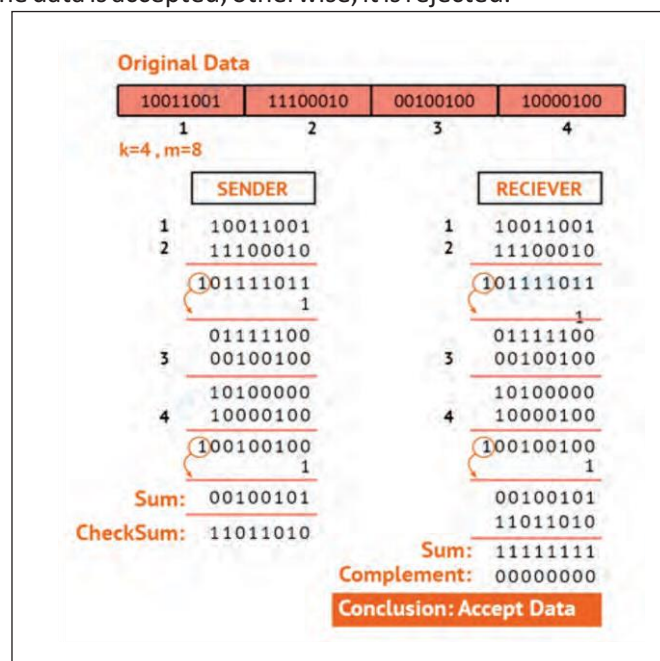 ne data is accepted, otherwise, it is rejected.
Original Data
10011001 11100010 00100100 10000100
1 2 3 4
k=4 , m=8
SENDER
1 10011001
2 11100010
101111011
1
01111100
3 00100100
10100000
4 10000100
100100100
1
Sum: 00100101
CheckSum: 11011010
RECIEVER
1 10011001
2 11100010
101111011
1
01111100
3 00100100
10100000
4 10000100
100100100
1
00100101
11011010
Sum: 11111111
Complement: 00000000
Conclusion: Accept Data